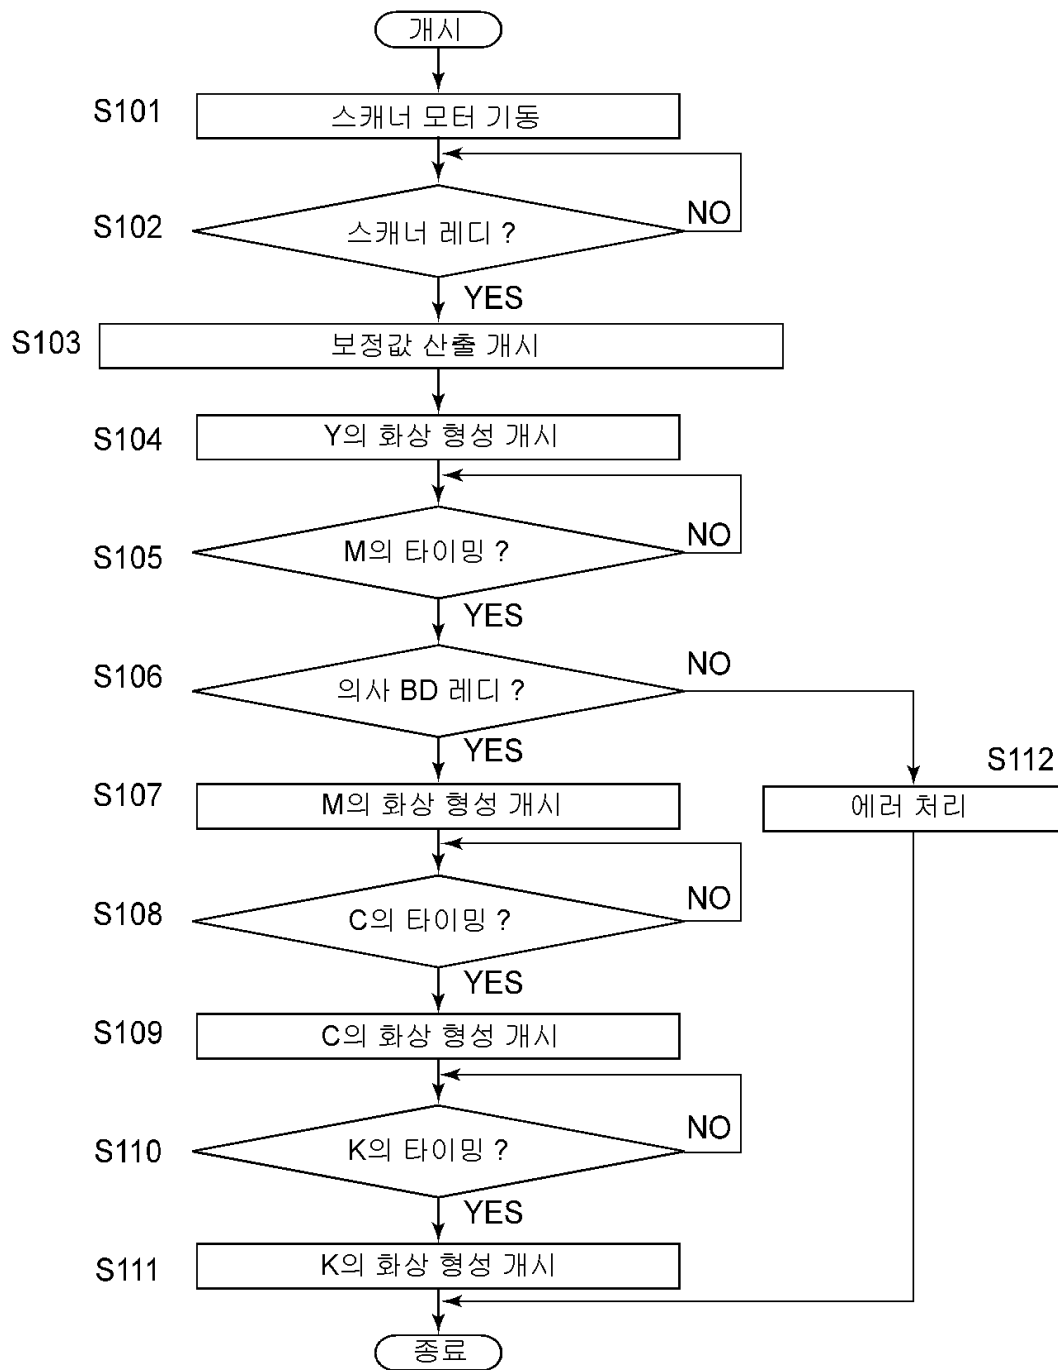 개시
S101
스캐너 모터 기동
S102
스캐너 레디 ?
NO
YES
S103
보정값 산출 개시
S104
Y의 화상 형성 개시
S105
M의 타이밍 ?
NO
YES
S106
의사 BD 레디 ?
NO
YES
S107
M의 화상 형성 개시
S112
에러 처리
S108
C의 타이밍 ?
NO
YES
S109
C의 화상 형성 개시
S110
K의 타이밍 ?
NO
YES
S111
K의 화상 형성 개시
종료